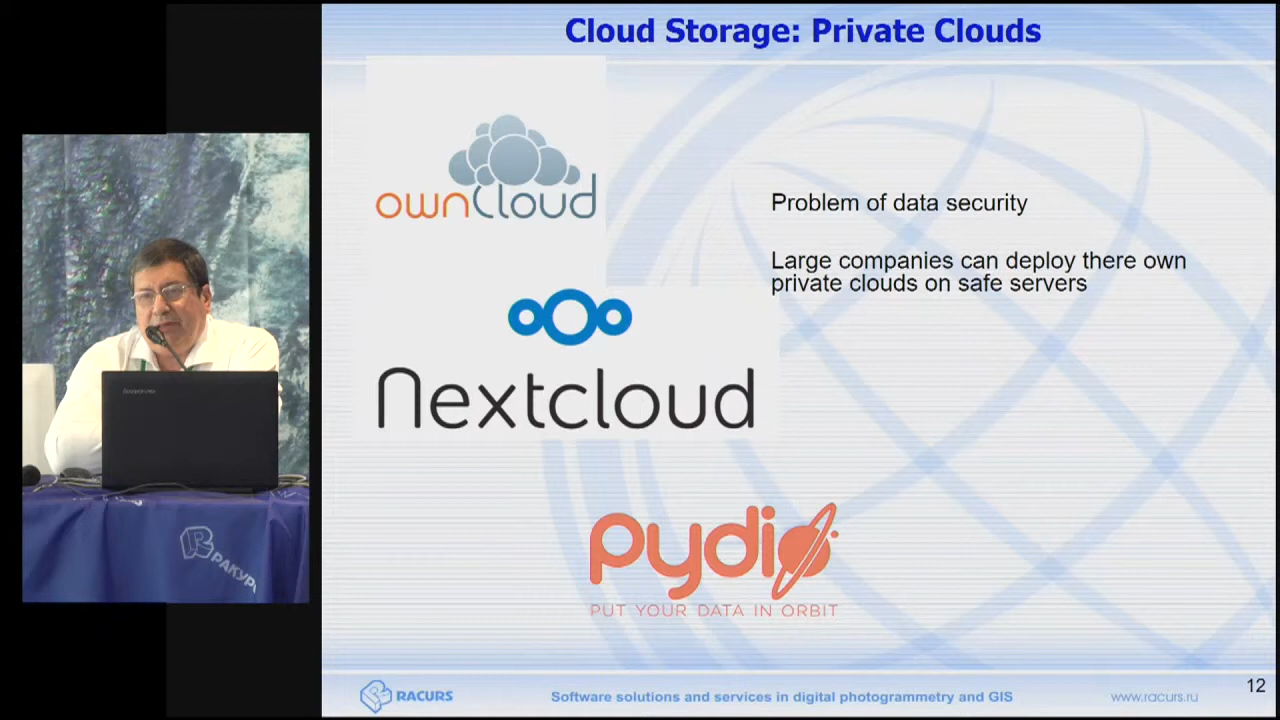 Cloud Storage: Private Clouds
ownCloud
Problem of data security
Large companies can deploy there own
private clouds on safe servers
Nextcloud
pydio
PUT YOUR DATA IN ORBIT
РАКУРС
RACURS
Software solutions and services in digital photogrammetry and GIS
www.racurs.ru
12